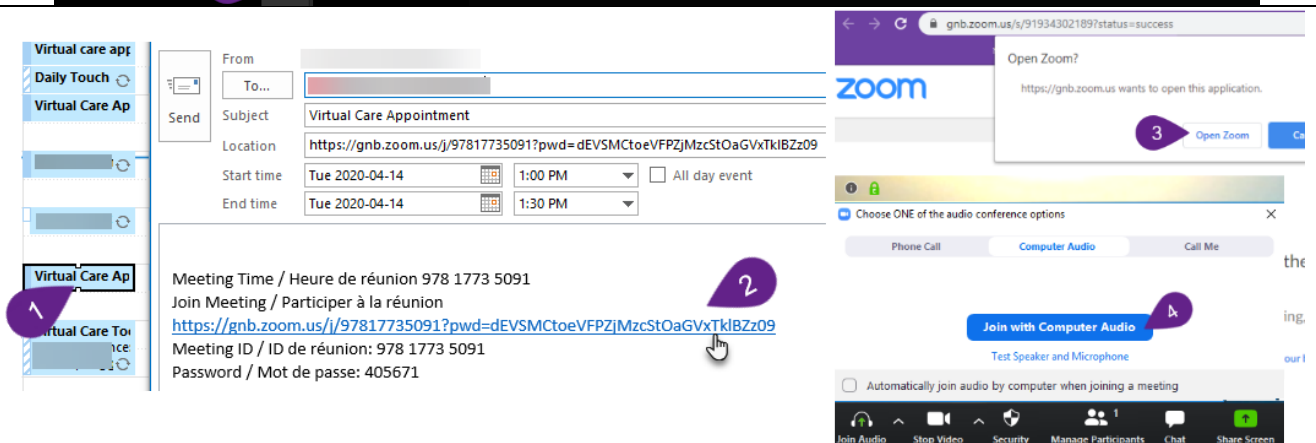 Virtual care app
Daily Touch
Virtual Care Ap
Virtual Care Ap
1
rtual Care To
nce
Send
From
To...
Subject
Virtual Care Appointment
Location
https://gnb.zoom.us/j/97817735091?pwd=dEVSMCtoeVFPZjMzcStOaGVxTklBZz09
Start time
Tue 2020-04-14
1:00 PM
All day event
End time
Tue 2020-04-14
1:30 PM
Meeting Time / Heure de réunion 978 1773 5091
Join Meeting / Participer à la réunion
2
https://gnb.zoom.us/j/97817735091?pwd=dEVSMCtoeVFPZjMzcStOaGVxTklBZz09
Meeting ID / ID de réunion: 978 1773 5091
Password / Mot de passe: 405671
gnb.zoom.us/s/91934302189?status=success
zoom
Open Zoom?
https://gnb.zoom.us wants to open this application.
3
Open Zoom
Ca
Choose ONE of the audio conference options
Phone Call
Computer Audio
Call Me
the
4
Join with Computer Audio
ing,
Test Speaker and Microphone
our
Automatically join audio by computer when joining a meeting
1
Join Audio
Stop Video
Security
Manage Participants
Chat
Share Screen